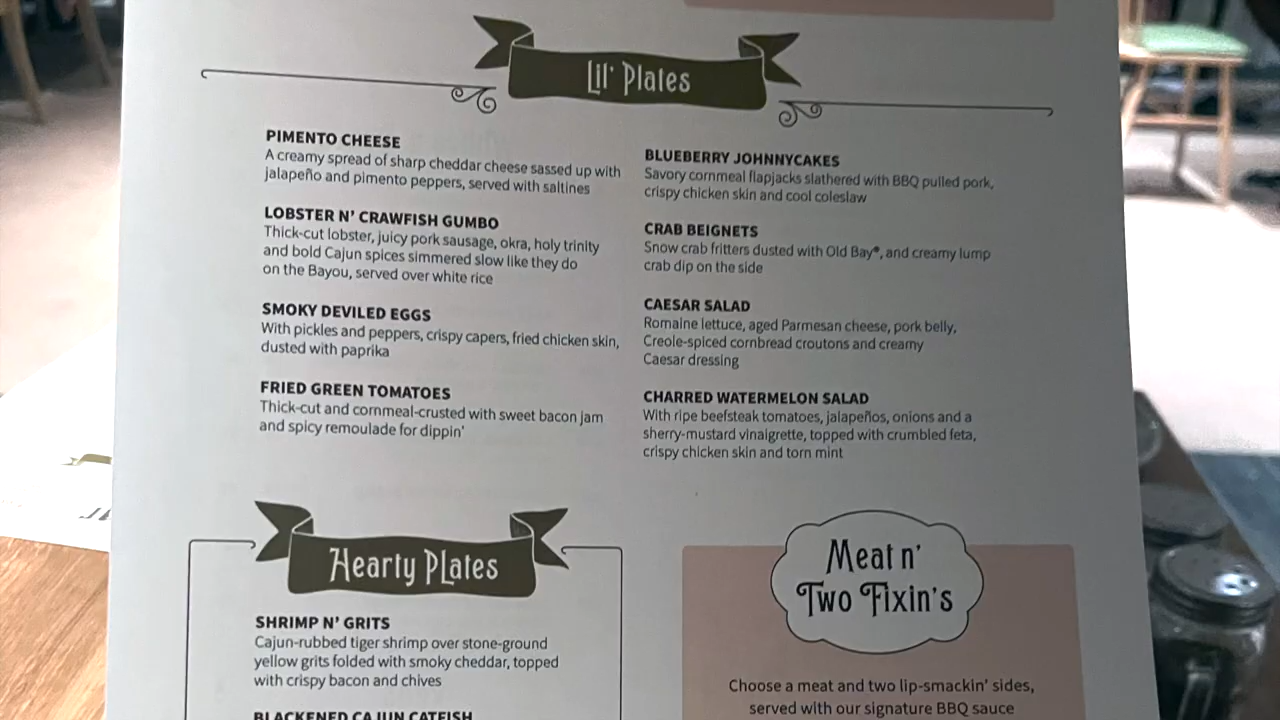 Lil' Plates
PIMENTO CHEESE
A creamy spread of sharp cheddar cheese sassed up with
jalapeño and pimento peppers, served with saltines
LOBSTER N' CRAWFISH GUMBO
Thick-cut lobster, juicy pork sausage, okra, holy trinity
and bold Cajun spices simmered slow like they do
on the Bayou, served over white rice
SMOKY DEVILED EGGS
With pickles and peppers, crispy capers, fried chicken skin,
dusted with paprika
FRIED GREEN TOMATOES
Thick-cut and cornmeal-crusted with sweet bacon jam
and spicy remoulade for dippin'
BLUEBERRY JOHNNYCAKES
Savory cornmeal flapjacks slathered with BBQ pulled pork,
crispy chicken skin and cool coleslaw
CRAB BEIGNETS
Snow crab fritters dusted with Old Bay®, and creamy lump
crab dip on the side
CAESAR SALAD
Romaine lettuce, aged Parmesan cheese, pork belly,
Creole-spiced cornbread croutons and creamy
Caesar dressing
CHARRED WATERMELON SALAD
With ripe beefsteak tomatoes, jalapeños, onions and a
sherry-mustard vinaigrette, topped with crumbled feta,
crispy chicken skin and torn mint
Hearty Plates
SHRIMP N' GRITS
Cajun-rubbed tiger shrimp over stone-ground
yellow grits folded with smoky cheddar, topped
with crispy bacon and chives
BLACKENED CAJUN CATFISH
Meat n'
Two Fixin's
Choose a meat and two lip-smackin' sides,
served with our signature BBQ sauce